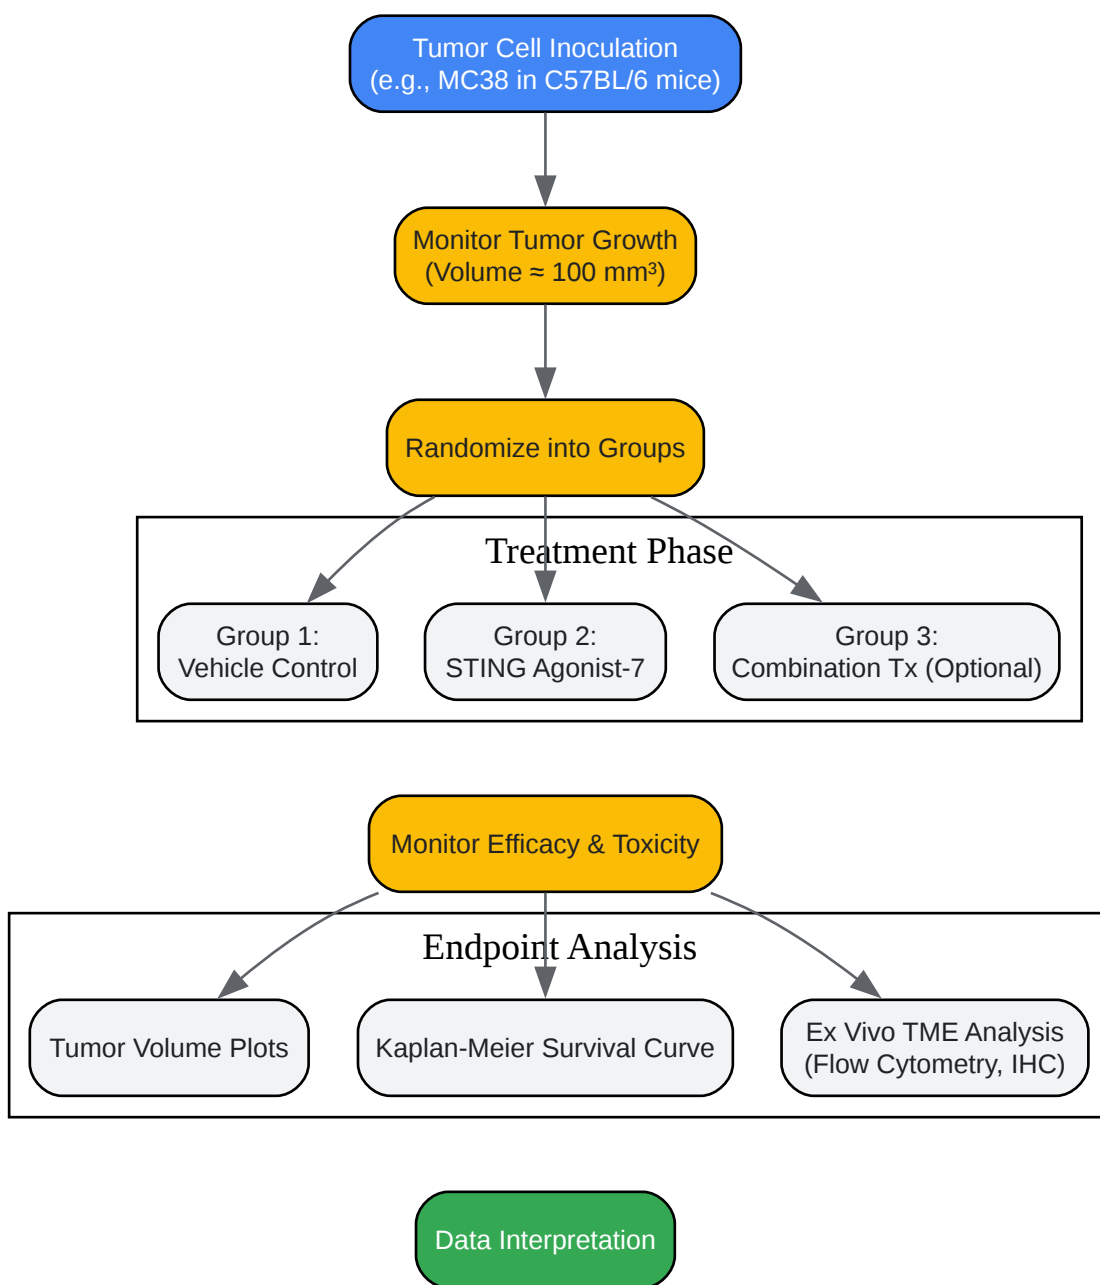 Tumor Cell Inoculation
(e.g., MC38 in C57BL/6 mice)
Monitor Tumor Growth
(Volume ≈ 100 mm³)
Randomize into Groups
Treatment Phase
Group 1:
Vehicle Control
Group 2:
STING Agonist-7
Group 3:
Combination Tx (Optional)
Monitor Efficacy & Toxicity
Endpoint Analysis
Tumor Volume Plots
Kaplan-Meier Survival Curve
Ex Vivo TME Analysis
(Flow Cytometry, IHC)
Data Interpretation